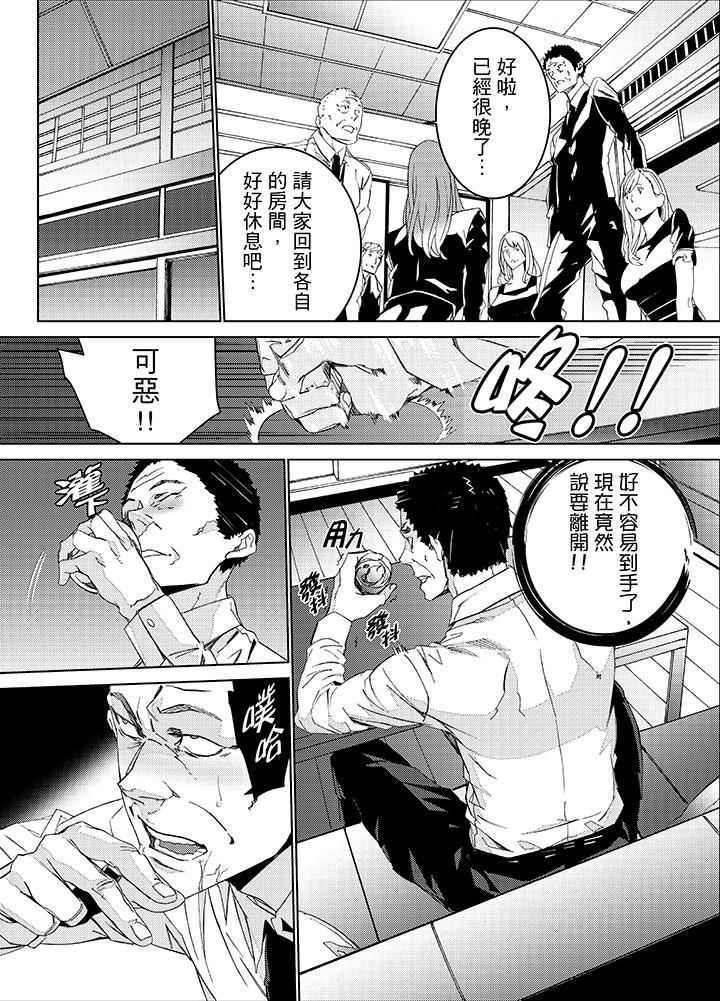 好啦，
已經很晚了…
請大家回到各自
的房間，
好好休息吧…
咚!!
可惡!!
好不容易到手了，
現在竟然
說要離開!!
用力
發抖
發抖
灌下
噗哈